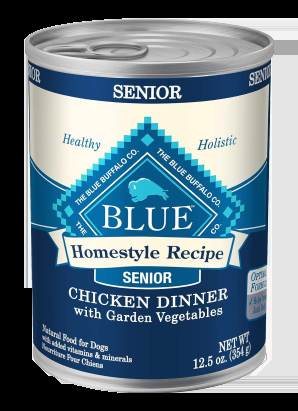 SENIOR
SENIOR
SENIOR
Healthy
Holistic
THE BLUE BUFFALO CO.
THE BLUE BUFFALO CO.
BLUE
Homestyle Recipe
SENIOR
CHICKEN DINNER
with Garden Vegetables
Natural Food for Dogs
with added vitamins & minerals
Nourriture Pour Chiens
NET WT
12.5 oz. (354 g)